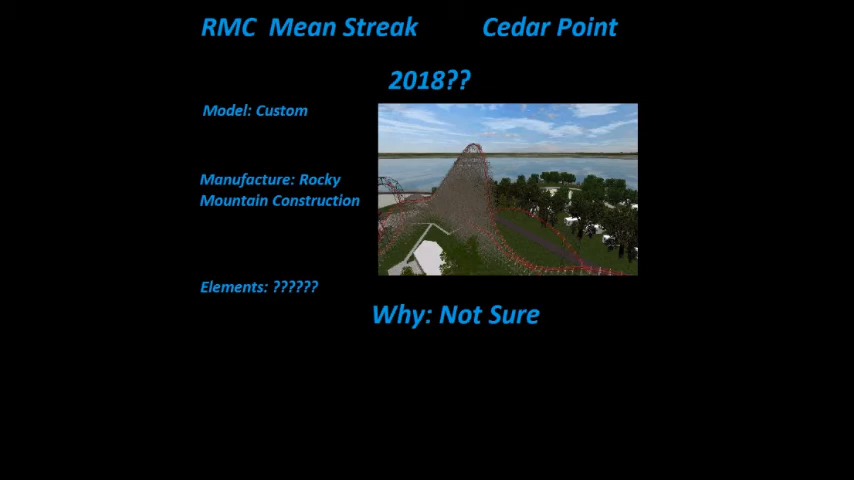 RMC Mean Streak Cedar Point
2018??
Model: Custom
Manufacture: Rocky
Mountain Construction
Elements: ??????
Why: Not Sure